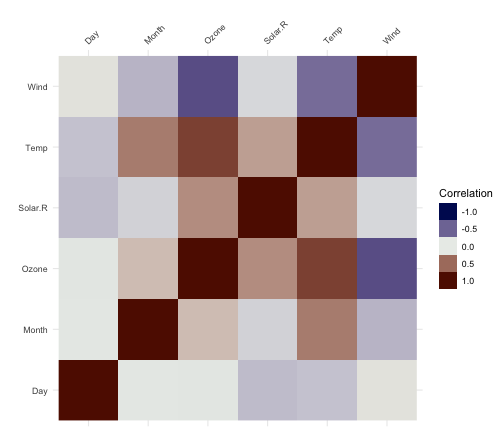 Day Month Ozone Solar.R Temp Wind
Wind
Temp
Solar.R
Ozone
Month
Day
Correlation
-1.0
-0.5
0.0
0.5
1.0